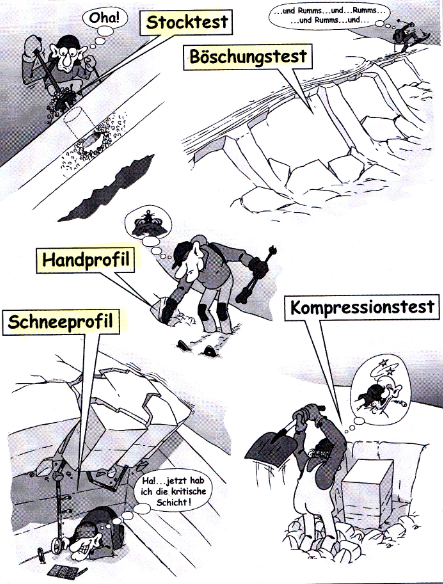 Oha!
Stocktest
...und Rumms...und...Rumms...
...und Rumms...und...
Böschungstest
Handprofil
Schneeprofil
Kompressionstest
Ha!...jetzt hab
ich die kritische
Schicht!